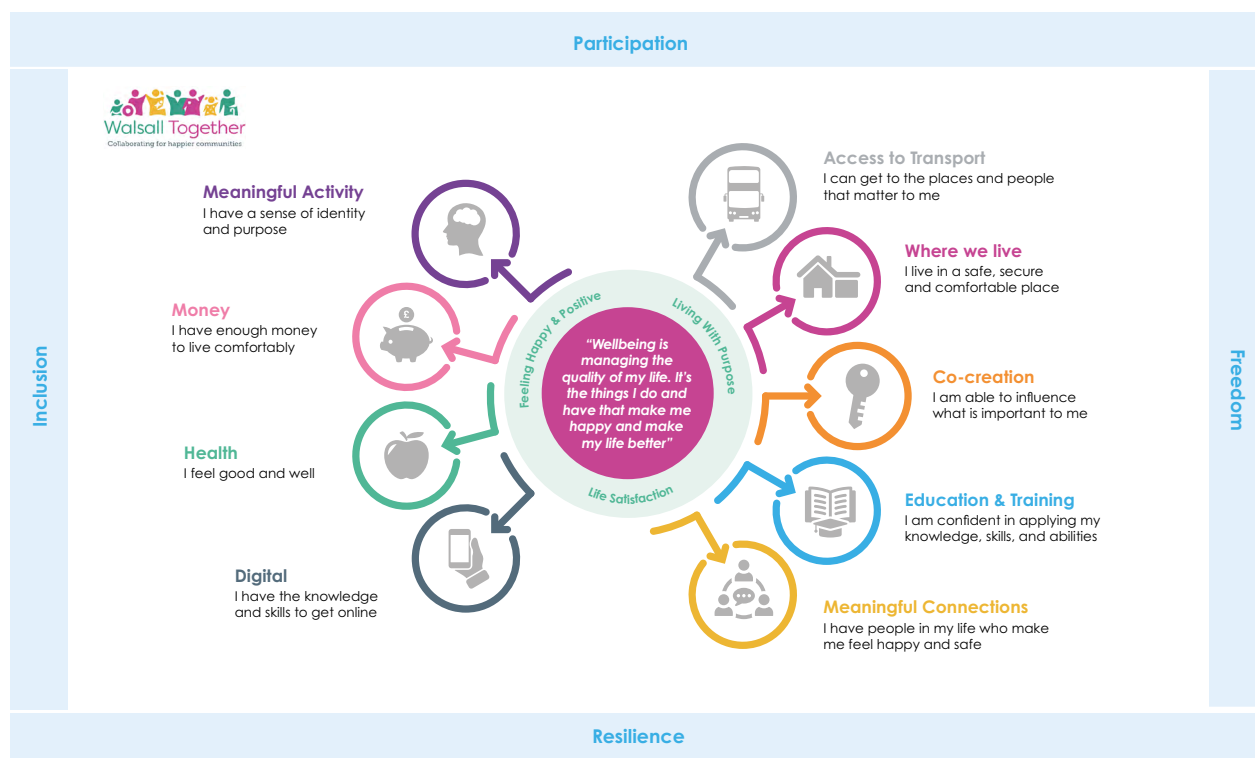 Participation
Walsall Together
Collaborating for happier communities
Inclusion
Freedom
Meaningful Activity
I have a sense of identity
and purpose
Money
I have enough money
to live comfortably
£
Health
I feel good and well
Digital
I have the knowledge
and skills to get online
Feeling Happy & Positive
Living With Purpose
Life Satisfaction
“Wellbeing is
managing the
quality of my life. It's
the things I do and
have that make me
happy and make
my life better”
Access to Transport
I can get to the places and people
that matter to me
Where we live
I live in a safe, secure
and comfortable place
Co-creation
I am able to influence
what is important to me
Education & Training
I am confident in applying my
knowledge, skills, and abilities
Meaningful Connections
I have people in my life who make
me feel happy and safe
Resilience